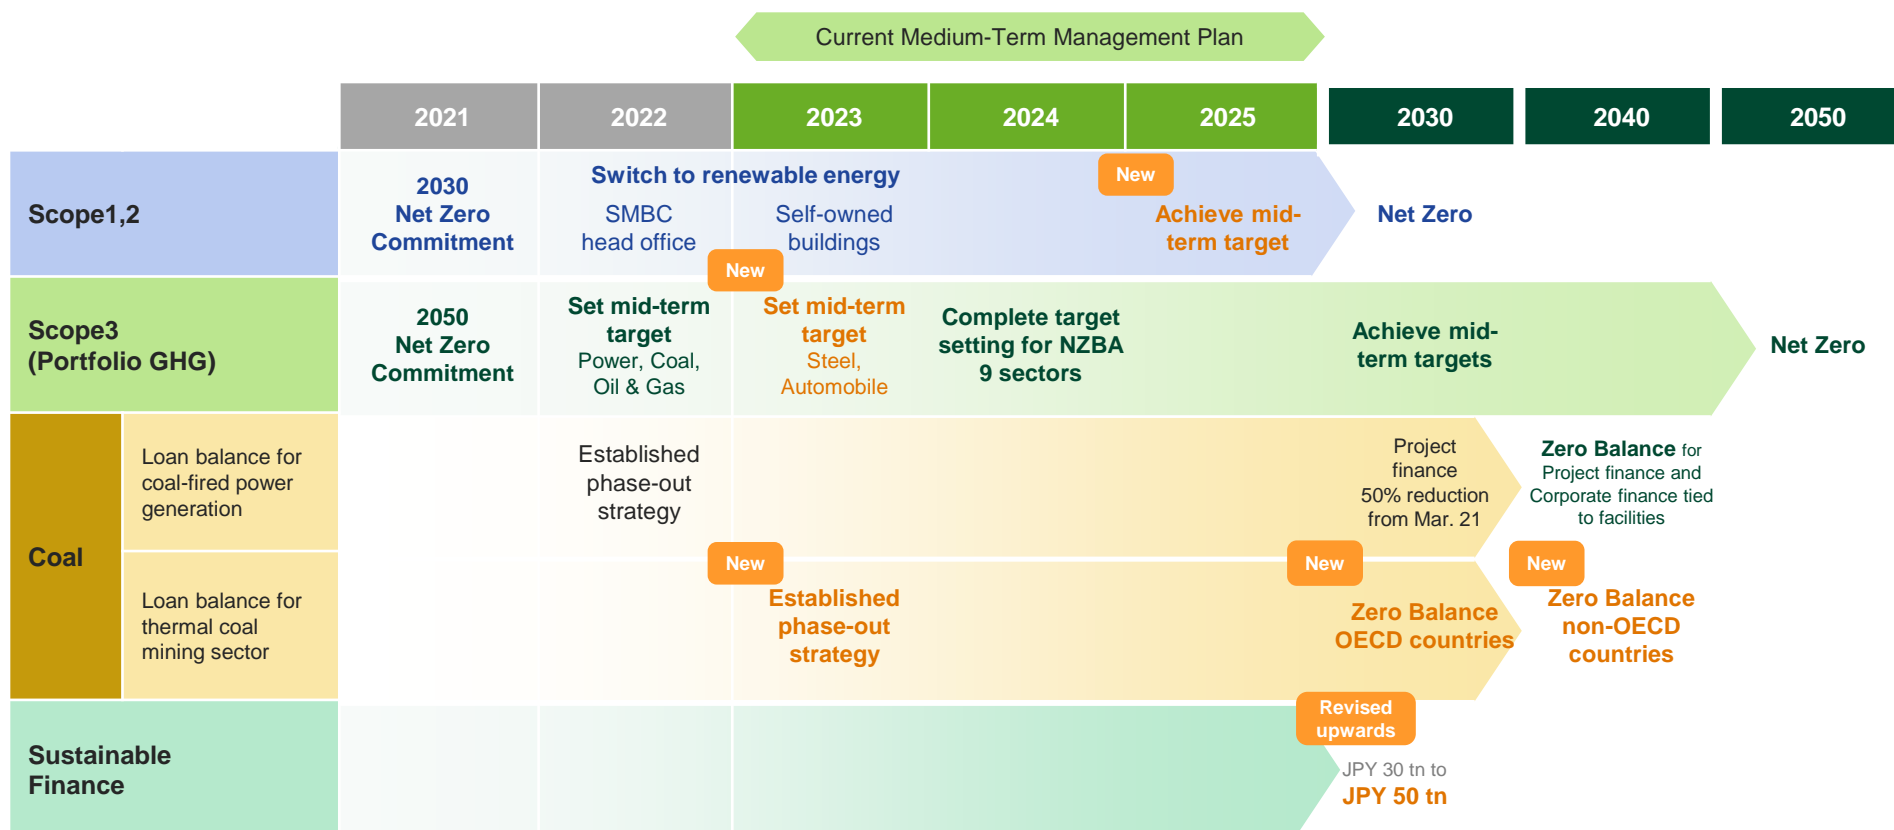 Current Medium-Term Management Plan
2021
2022
2023
2024
2025
2030
2040
2050
Scope1,2
2030
Net Zero
Commitment
Switch to renewable energy
SMBC
head office
Self-owned
buildings
New
Achieve mid-
term target
Net Zero
Scope3
(Portfolio GHG)
2050
Net Zero
Commitment
Set mid-term
target
Power, Coal,
Oil & Gas
New
Set mid-term
target
Steel,
Automobile
Complete target
setting for NZBA
9 sectors
Achieve mid-
term targets
Net Zero
Coal
Loan balance for
coal-fired power
generation
Established
phase-out
strategy
Project
finance
50% reduction
from Mar. 21
Zero Balance for
Project finance and
Corporate finance tied
to facilities
Loan balance for
thermal coal
mining sector
New
Established
phase-out
strategy
New
Zero Balance
OECD countries
New
Zero Balance
non-OECD
countries
Sustainable
Finance
Revised
upwards
JPY 30 tn to
JPY 50 tn